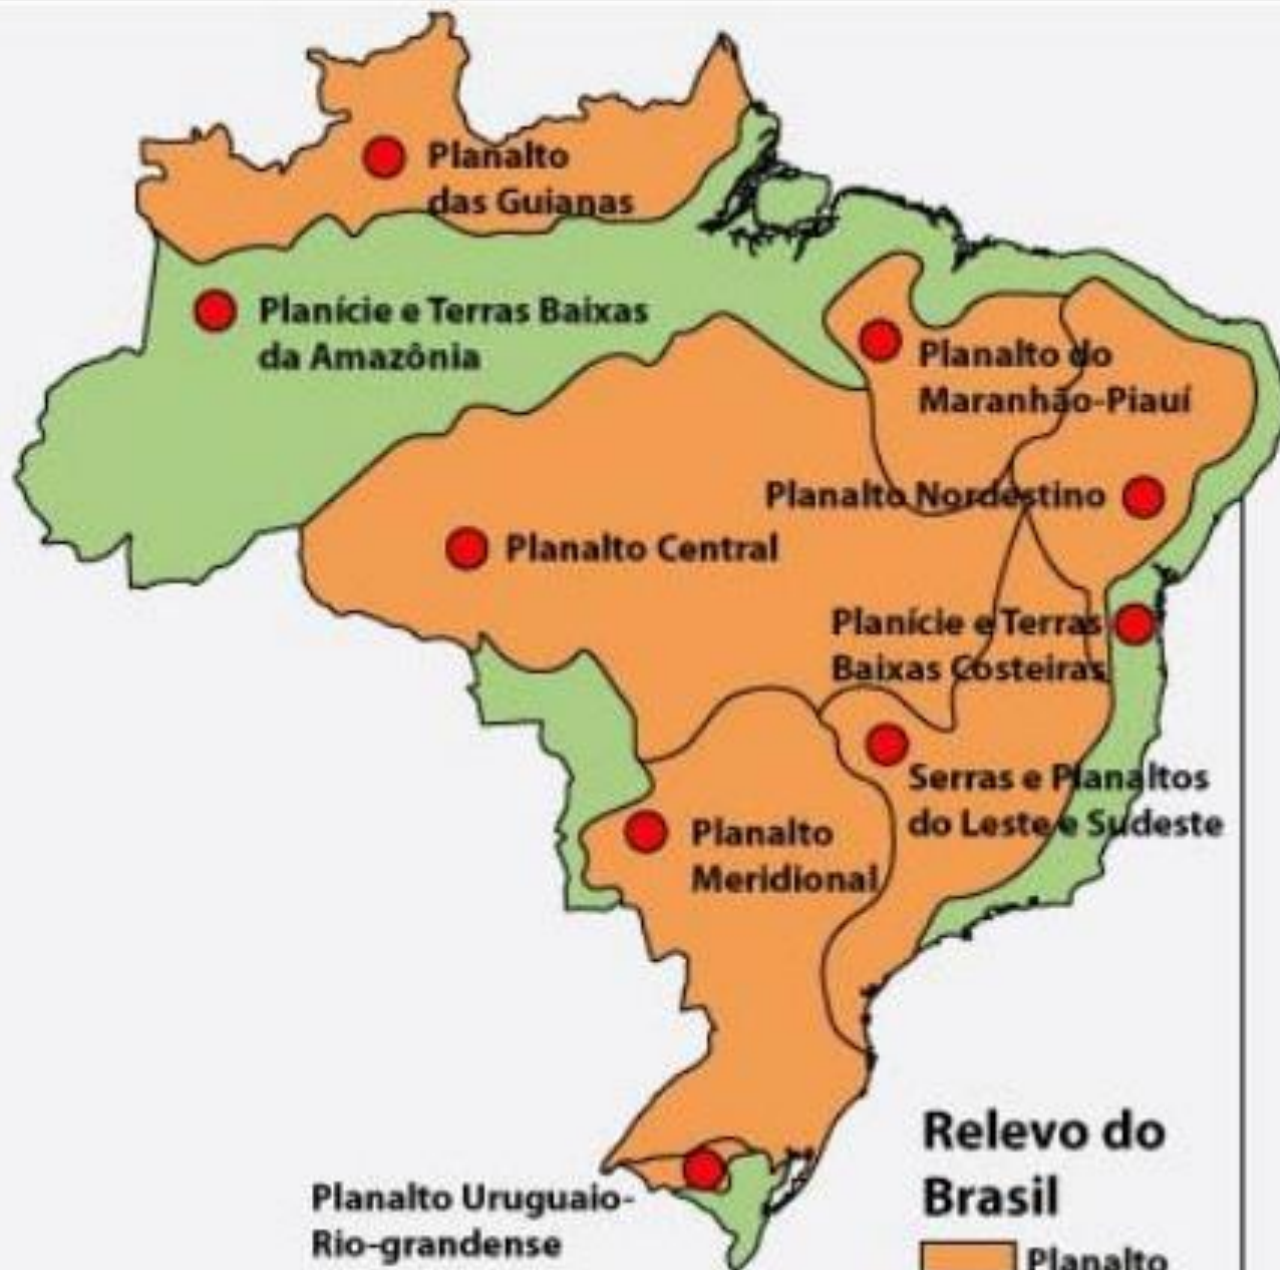 Planalto
das Guianas
Planície e Terras Baixas
da Amazônia
Planalto do
Maranhão-Piauí
Planalto Nordestino
Planalto Central
Planície e Terras
Baixas Costeiras
Serras e Planaltos
do Leste e Sudeste
Planalto
Meridional
Relevo do
Brasil
Planalto Uruguaio-
Rio-grandense
Planalto